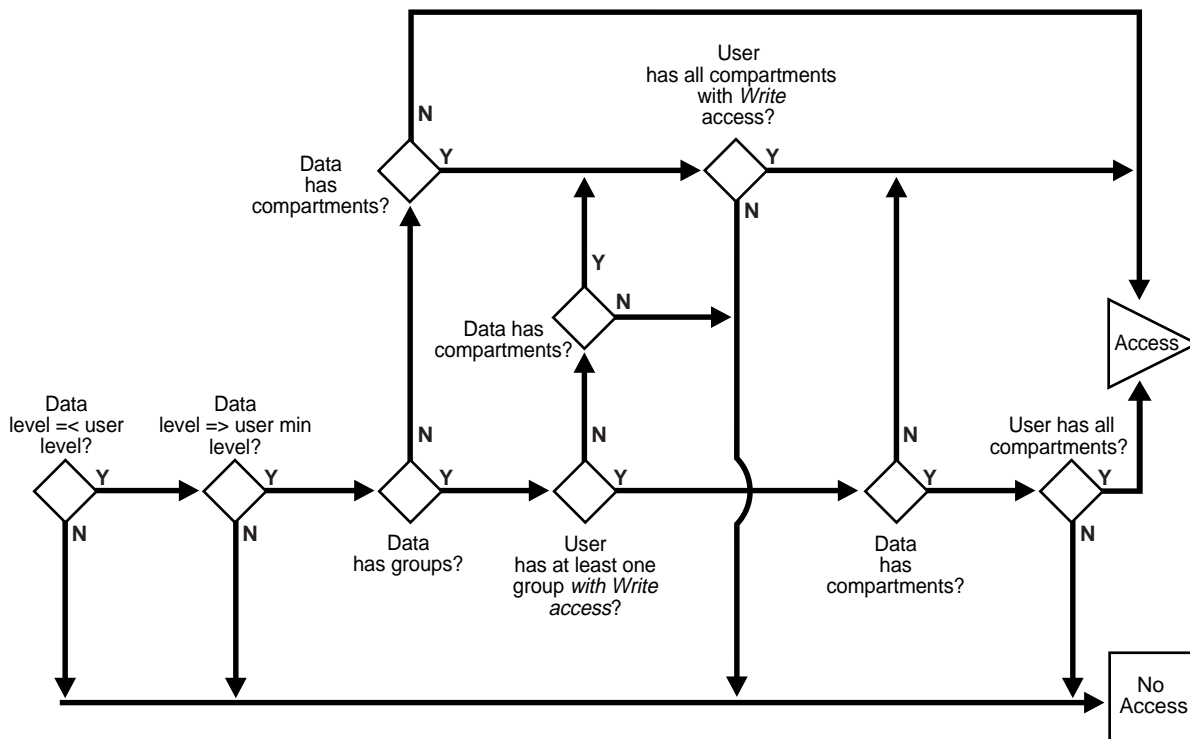 User
has all compartments
with Write
access?
N
Y
Data
has
compartments?
N
Y
N
Data has
compartments?
Access
Data
level =< user
level?
Data
level => user min
level?
User has all
compartments?
N
N
N
Y
Y
Y
Y
Y
Y
N
N
N
Data
has groups?
User
has at least one
group with Write
access?
Data
has
compartments?
No
Access
Y